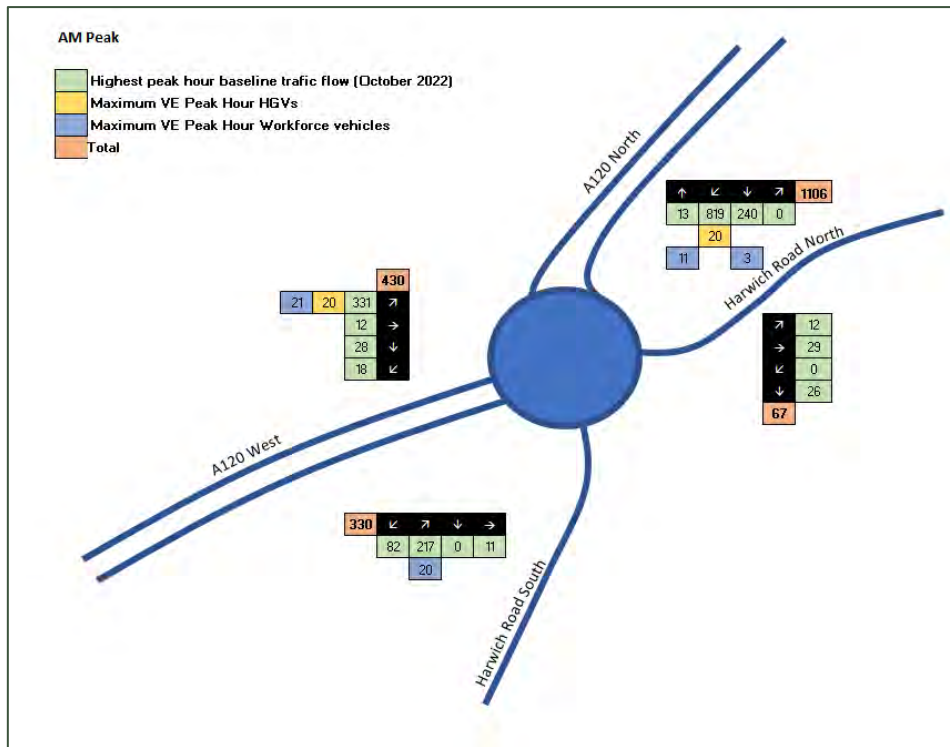 AM Peak
Highest peak hour baseline trafic flow (October 2022)
Maximum VE Peak Hour HGVs
Maximum VE Peak Hour Workforce vehicles
Total
A120 North
↑ ↙ ↓ ↗ 1106
13 819 240 0
20
11 3
Harwich Road North
430
21 20 331 ↗
12 →
28 ↓
18 ↙
↗ 12
→ 29
↙ 0
↓ 26
67
A120 West
330 ↙ ↗ ↓ →
82 217 0 11
20
Harwich Road South